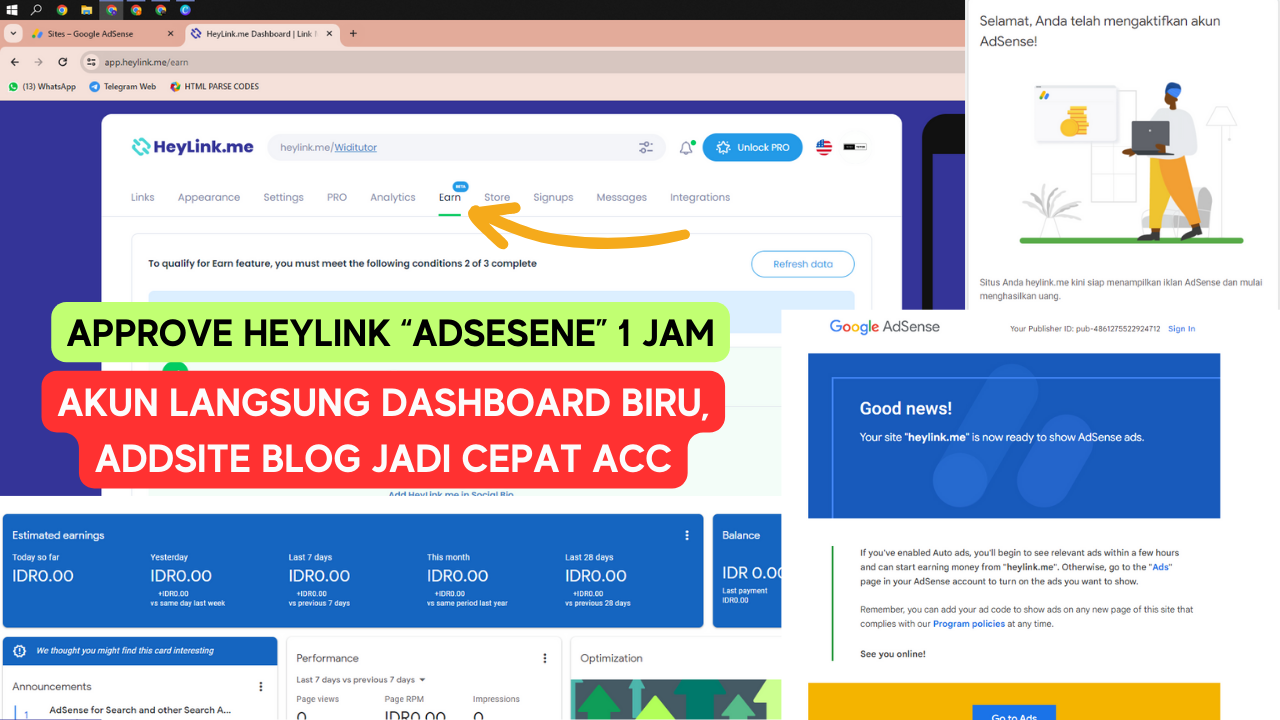 Sites – Google AdSense
HeyLink.me Dashboard | Link
app.heylink.me/earn
(13) WhatsApp
Telegram Web
HTML PARSE CODES
HeyLink.me
heylink.me/Widitutor
Unlock PRO
Links
Appearance
Settings
PRO
Analytics
BETA
Earn
Store
Signups
Messages
Integrations
To qualify for Earn feature, you must meet the following conditions 2 of 3 complete
Refresh data
APPROVE HEYLINK “ADSESENE” 1 JAM
AKUN LANGSUNG DASHBOARD BIRU,
ADDSITE BLOG JADI CEPAT ACC
Add HeyLink me in Social Bio
Selamat, Anda telah mengaktifkan akun
AdSense!
Situs Anda heylink.me kini siap menampilkan iklan AdSense dan mulai
menghasilkan uang.
Google AdSense
Your Publisher ID: pub-4861275522924712 Sign In
Good news!
Your site "heylink.me" is now ready to show AdSense ads.
If you've enabled Auto ads, you'll begin to see relevant ads within a few hours
and can start earning money from "heylink.me". Otherwise, go to the "Ads"
page in your AdSense account to turn on the ads you want to show.
Remember, you can add your ad code to show ads on any new page of this site that
complies with our Program policies at any time.
See you online!
Go to Ads
Estimated earnings
Today so far
IDR0.00
Yesterday
IDR0.00
+IDR0.00
vs same day last week
Last 7 days
IDR0.00
+IDR0.00
vs previous 7 days
This month
IDR0.00
+IDR0.00
vs same period last year
Last 28 days
IDR0.00
+IDR0.00
vs previous 28 days
Balance
IDR 0.00
Last payment
IDR0.00
We thought you might find this card interesting
Announcements
1
AdSense for Search and other Search A...
Performance
Last 7 days vs previous 7 days
Page views
0
Page RPM
IDR0.00
Impressions
0
Optimization